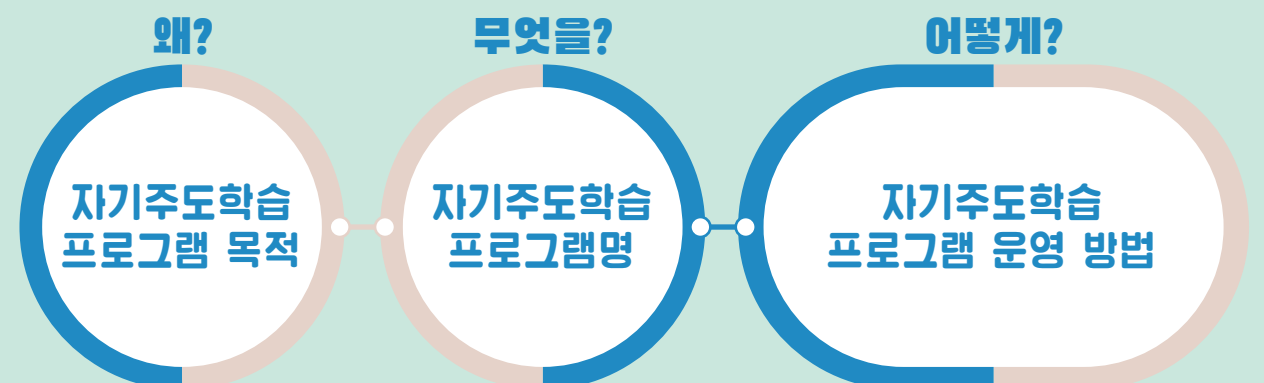 왜?
무엇을?
어떻게?
자기주도학습
프로그램 목적
자기주도학습
프로그램명
자기주도학습
프로그램 운영 방법